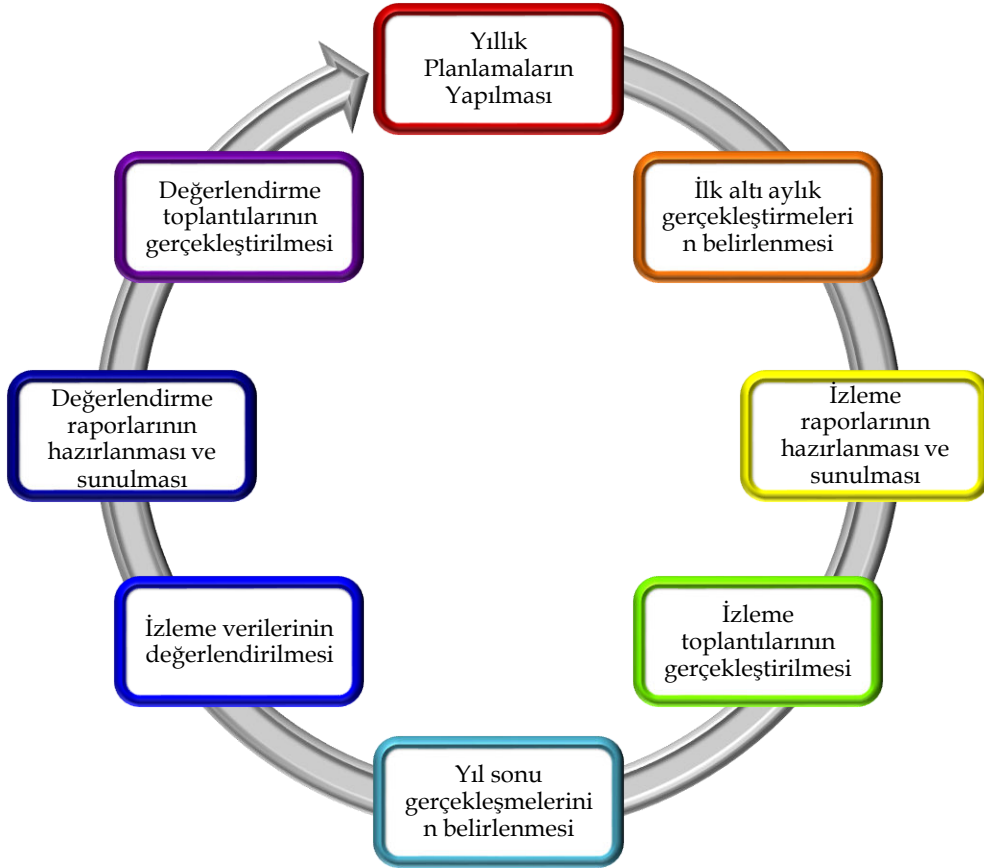 Yıllık
Planlamaların
Yapılması
İlk altı aylık
gerçekleştirmeleri
n belirlenmesi
İzleme
raporlarının
hazırlanması ve
sunulması
İzleme
toplantılarının
gerçekleştirilmesi
Yıl sonu
gerçekleşmelerini
n belirlenmesi
İzleme verilerinin
değerlendirilmesi
Değerlendirme
raporlarının
hazırlanması ve
sunulması
Değerlendirme
toplantılarının
gerçekleştirilmesi